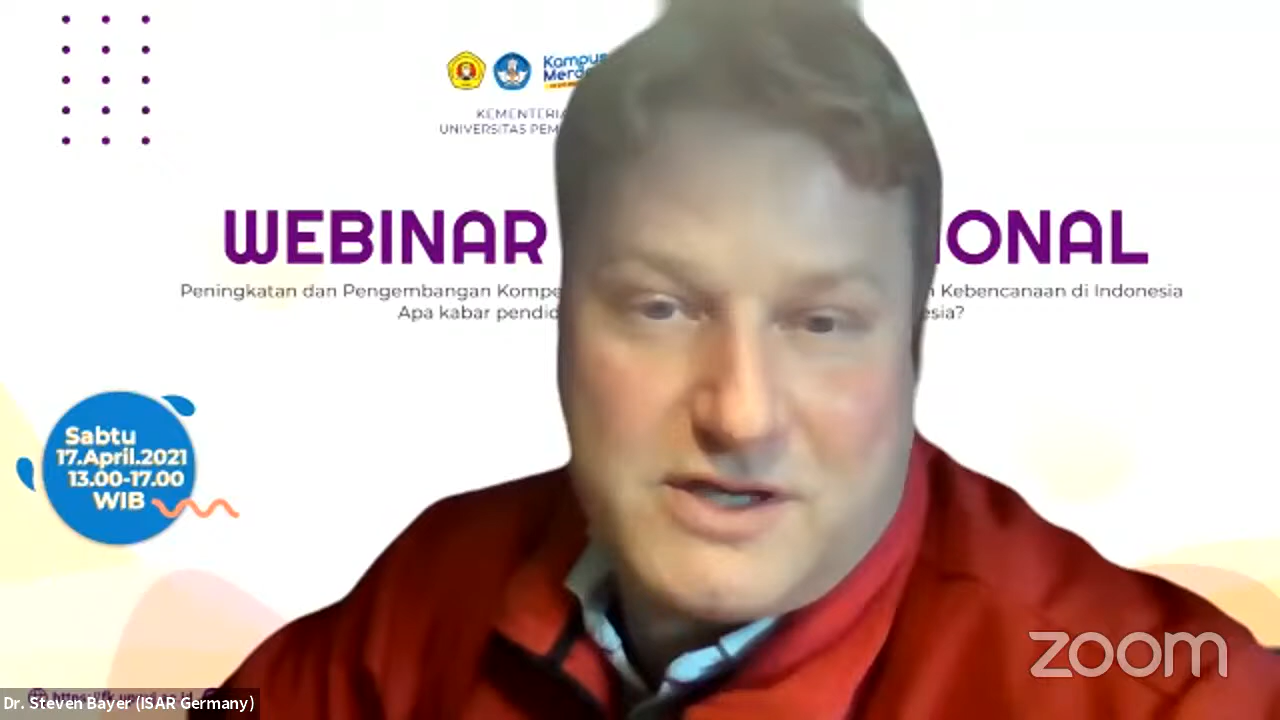 Kampus
KEMENTERIA
UNIVERSITAS PEM
WEBINAR IONAL
Peningkatan dan Pengembangan Kompe n Kebencanaan di Indonesia
Apa kabar pendid esia?
Sabtu
17.April.2021
13.00-17.00
WIB
zoom
Dr. Steven Bayer (ISAR Germany)